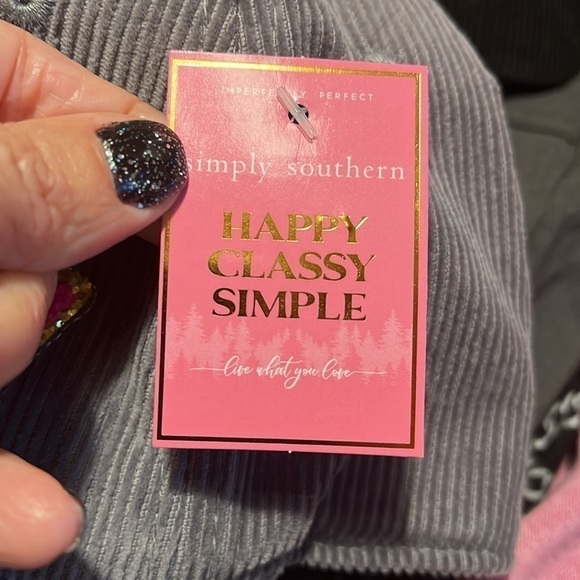 IMPERFECTLY PERFECT
simply southern
HAPPY
CLASSY
SIMPLE
live what you love